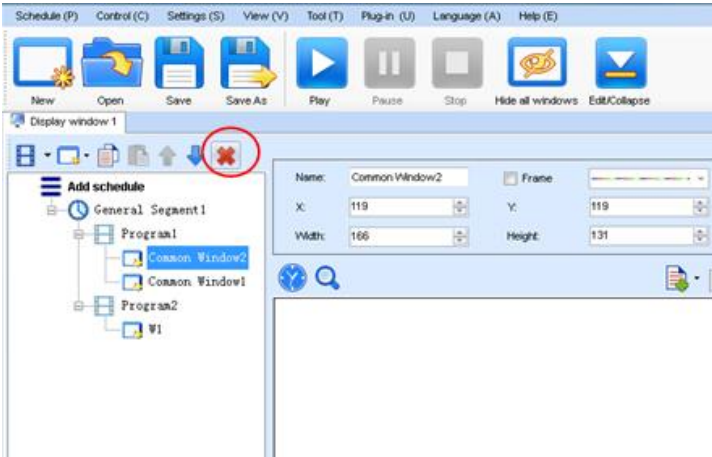 Schedule (P) Control (C) Settings (S) View (V) Tool (T) Plug-in (U) Language (A) Help (E)
New Open Save Save As Play Pause Stop Hide all windows Edit/Collapse
Display window 1
Add schedule
General Segment1
Program1
Common Window2
Common Window1
Program2
W1
Name: Common Window2 Frame
X: 119 Y: 119
Width: 166 Height: 131